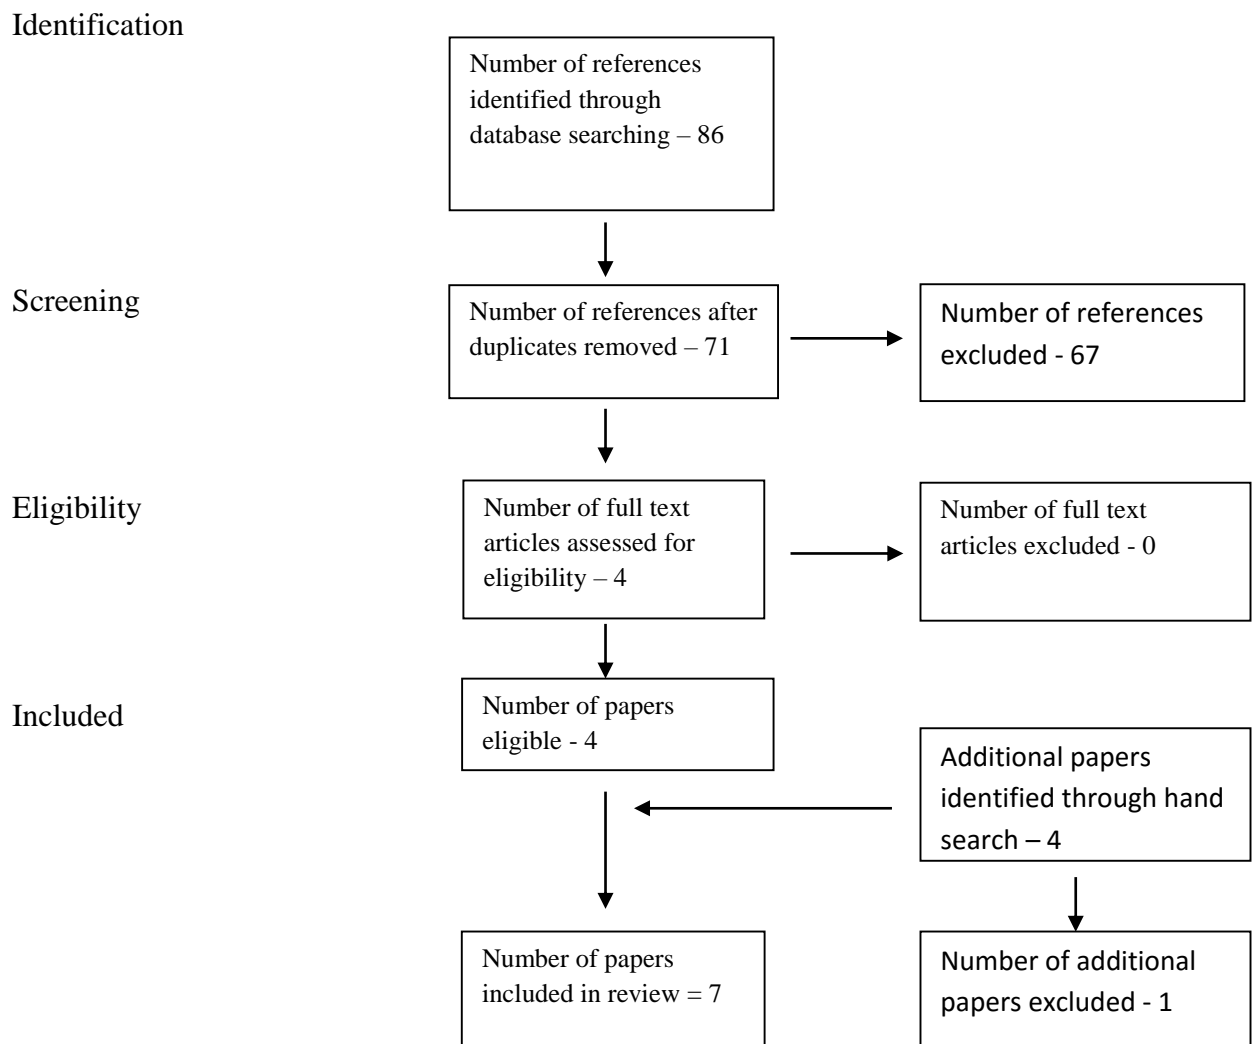 Identification
Number of references
identified through
database searching – 86
Screening
Number of references after
duplicates removed – 71
Number of references
excluded - 67
Eligibility
Number of full text
articles assessed for
eligibility – 4
Number of full text
articles excluded - 0
Included
Number of papers
eligible - 4
Additional papers
identified through hand
search – 4
Number of papers
included in review = 7
Number of additional
papers excluded - 1